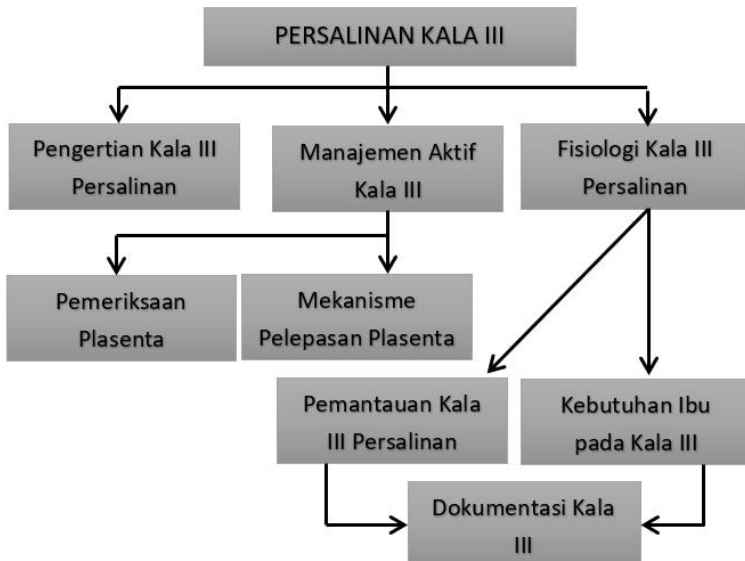 PERSALINAN KALA III
Pengertian Kala III
Persalinan
Manajemen Aktif
Kala III
Fisiologi Kala III
Persalinan
Pemeriksaan
Plasenta
Mekanisme
Pelepasan Plasenta
Pemantauan Kala
III Persalinan
Kebutuhan Ibu
pada Kala III
Dokumentasi Kala
III